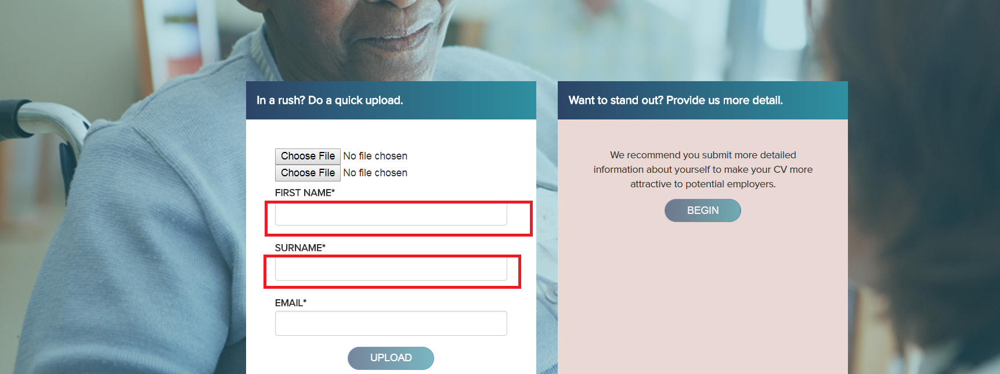 In a rush? Do a quick upload.
Choose File No file chosen
Choose File No file chosen
FIRST NAME*
SURNAME*
EMAIL*
UPLOAD
Want to stand out? Provide us more detail.
We recommend you submit more detailed
information about yourself to make your CV more
attractive to potential employers.
BEGIN